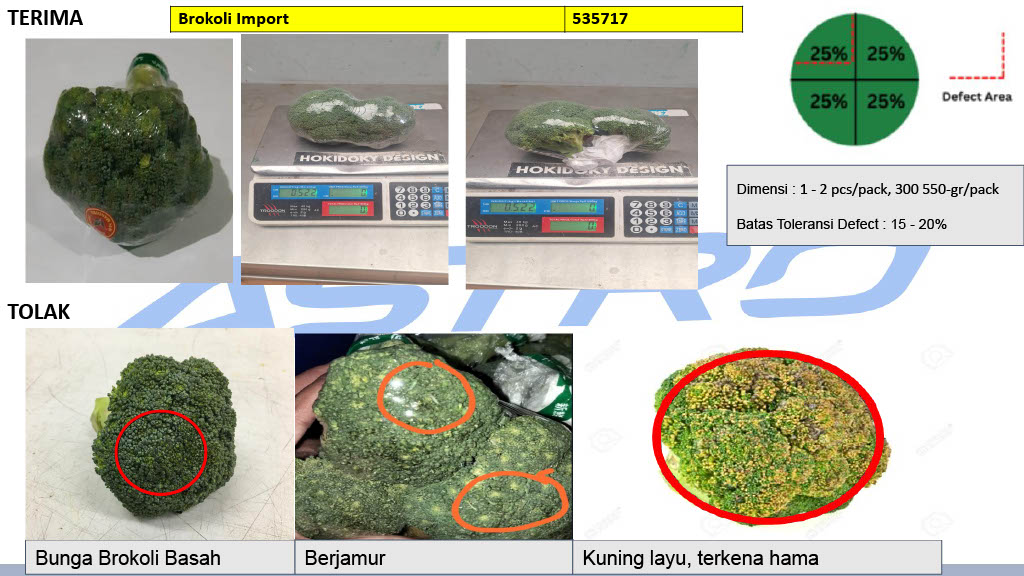 TERIMA
Brokoli Import 535717
25% 25%
25% 25%
Defect Area
HOKIDOKY DESIGN
HOKIDOKY DESIGN
Dimensi : 1 - 2 pcs/pack, 300 550-gr/pack
Batas Toleransi Defect : 15 - 20%
ASTRO
TOLAK
Bunga Brokoli Basah
Berjamur
Kuning layu, terkena hama